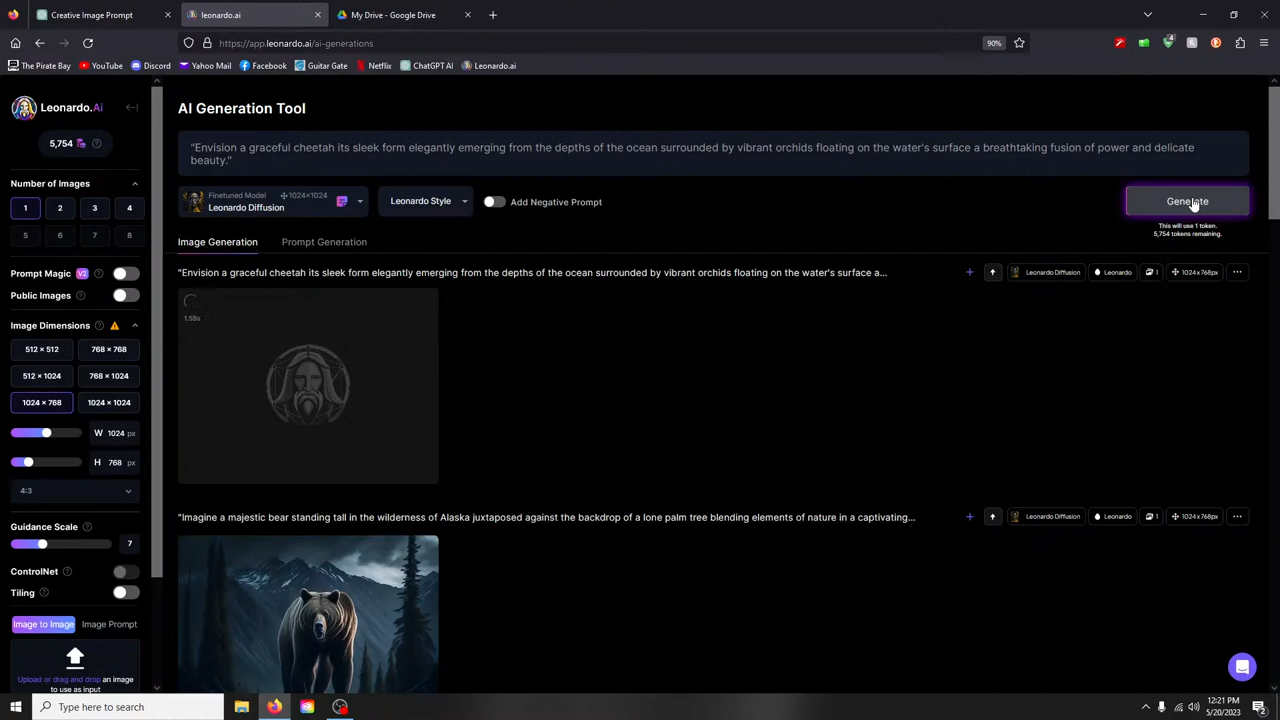 Creative Image Prompt
leonardo.ai
My Drive - Google Drive
https://app.leonardo.ai/ai-generations
90%
4
The Pirate Bay
YouTube
Discord
Yahoo Mail
Facebook
Guitar Gate
Netflix
ChatGPT AI
Leonardo.ai
Leonardo.Ai
5,754
Number of Images
1 2 3 4
5 6 7 8
Prompt Magic V2
Public Images
Image Dimensions
512 × 512 768 × 768
512 × 1024 768 × 1024
1024 × 768 1024 × 1024
W 1024 px
H 768 px
4:3
Guidance Scale
7
ControlNet
Tiling
Image to Image Image Prompt
Upload or drag and drop an image
to use as input
AI Generation Tool
"Envision a graceful cheetah its sleek form elegantly emerging from the depths of the ocean surrounded by vibrant orchids floating on the water's surface a breathtaking fusion of power and delicate
beauty."
Finetuned Model 1024×1024
Leonardo Diffusion
Leonardo Style
Add Negative Prompt
Generate
This will use 1 token.
5,754 tokens remaining.
Image Generation Prompt Generation
"Envision a graceful cheetah its sleek form elegantly emerging from the depths of the ocean surrounded by vibrant orchids floating on the water's surface a...
Leonardo Diffusion Leonardo 1 1024x768px
1.59s
"Imagine a majestic bear standing tall in the wilderness of Alaska juxtaposed against the backdrop of a lone palm tree blending elements of nature in a captivating...
Leonardo Diffusion Leonardo 1 1024x768px
Type here to search
12:21 PM
5/20/2023
2